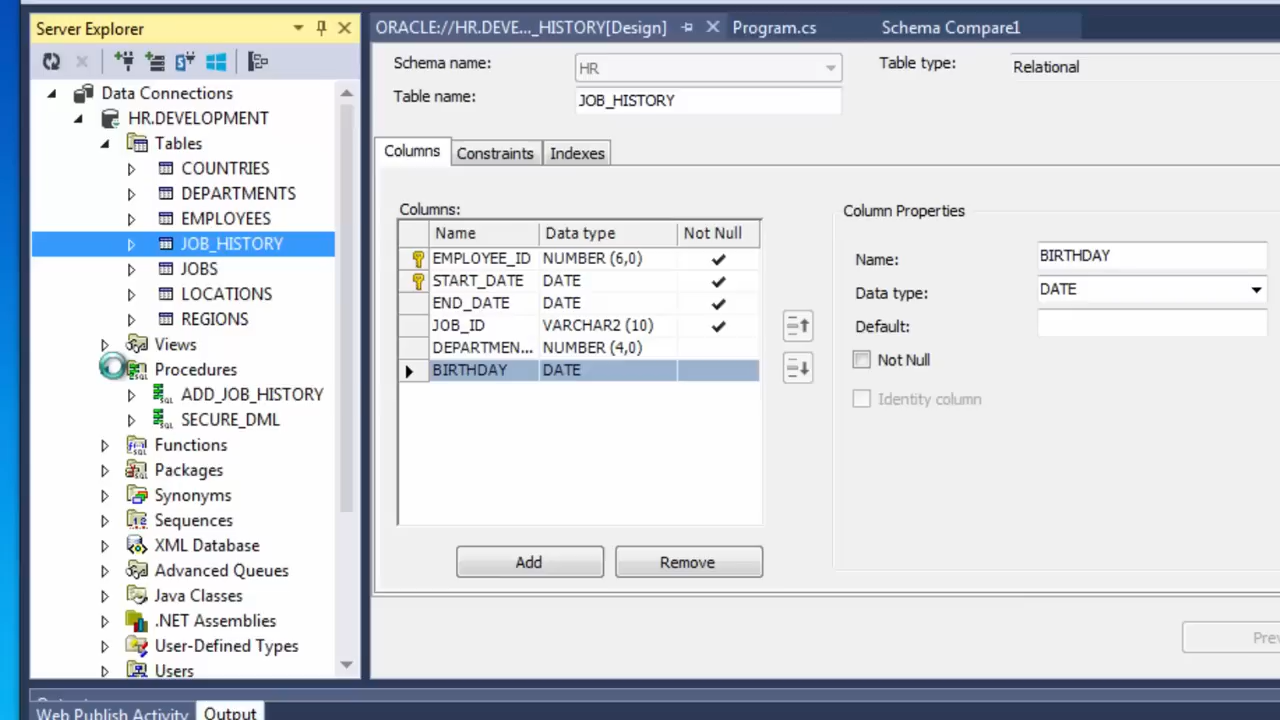 Server Explorer
Data Connections
HR.DEVELOPMENT
Tables
COUNTRIES
DEPARTMENTS
EMPLOYEES
JOB_HISTORY
JOBS
LOCATIONS
REGIONS
Views
Procedures
ADD_JOB_HISTORY
SECURE_DML
Functions
Packages
Synonyms
Sequences
XML Database
Advanced Queues
Java Classes
.NET Assemblies
User-Defined Types
Users
ORACLE://HR.DEVE..._HISTORY[Design] Program.cs Schema Compare1
Schema name: HR Table type: Relational
Table name: JOB_HISTORY
Columns Constraints Indexes
Columns:
Name Data type Not Null
EMPLOYEE_ID NUMBER (6,0)
START_DATE DATE
END_DATE DATE
JOB_ID VARCHAR2 (10)
DEPARTMEN... NUMBER (4,0)
BIRTHDAY DATE
Add Remove
Column Properties
Name: BIRTHDAY
Data type: DATE
Default:
Not Null
Identity column
Web Publish Activity Output